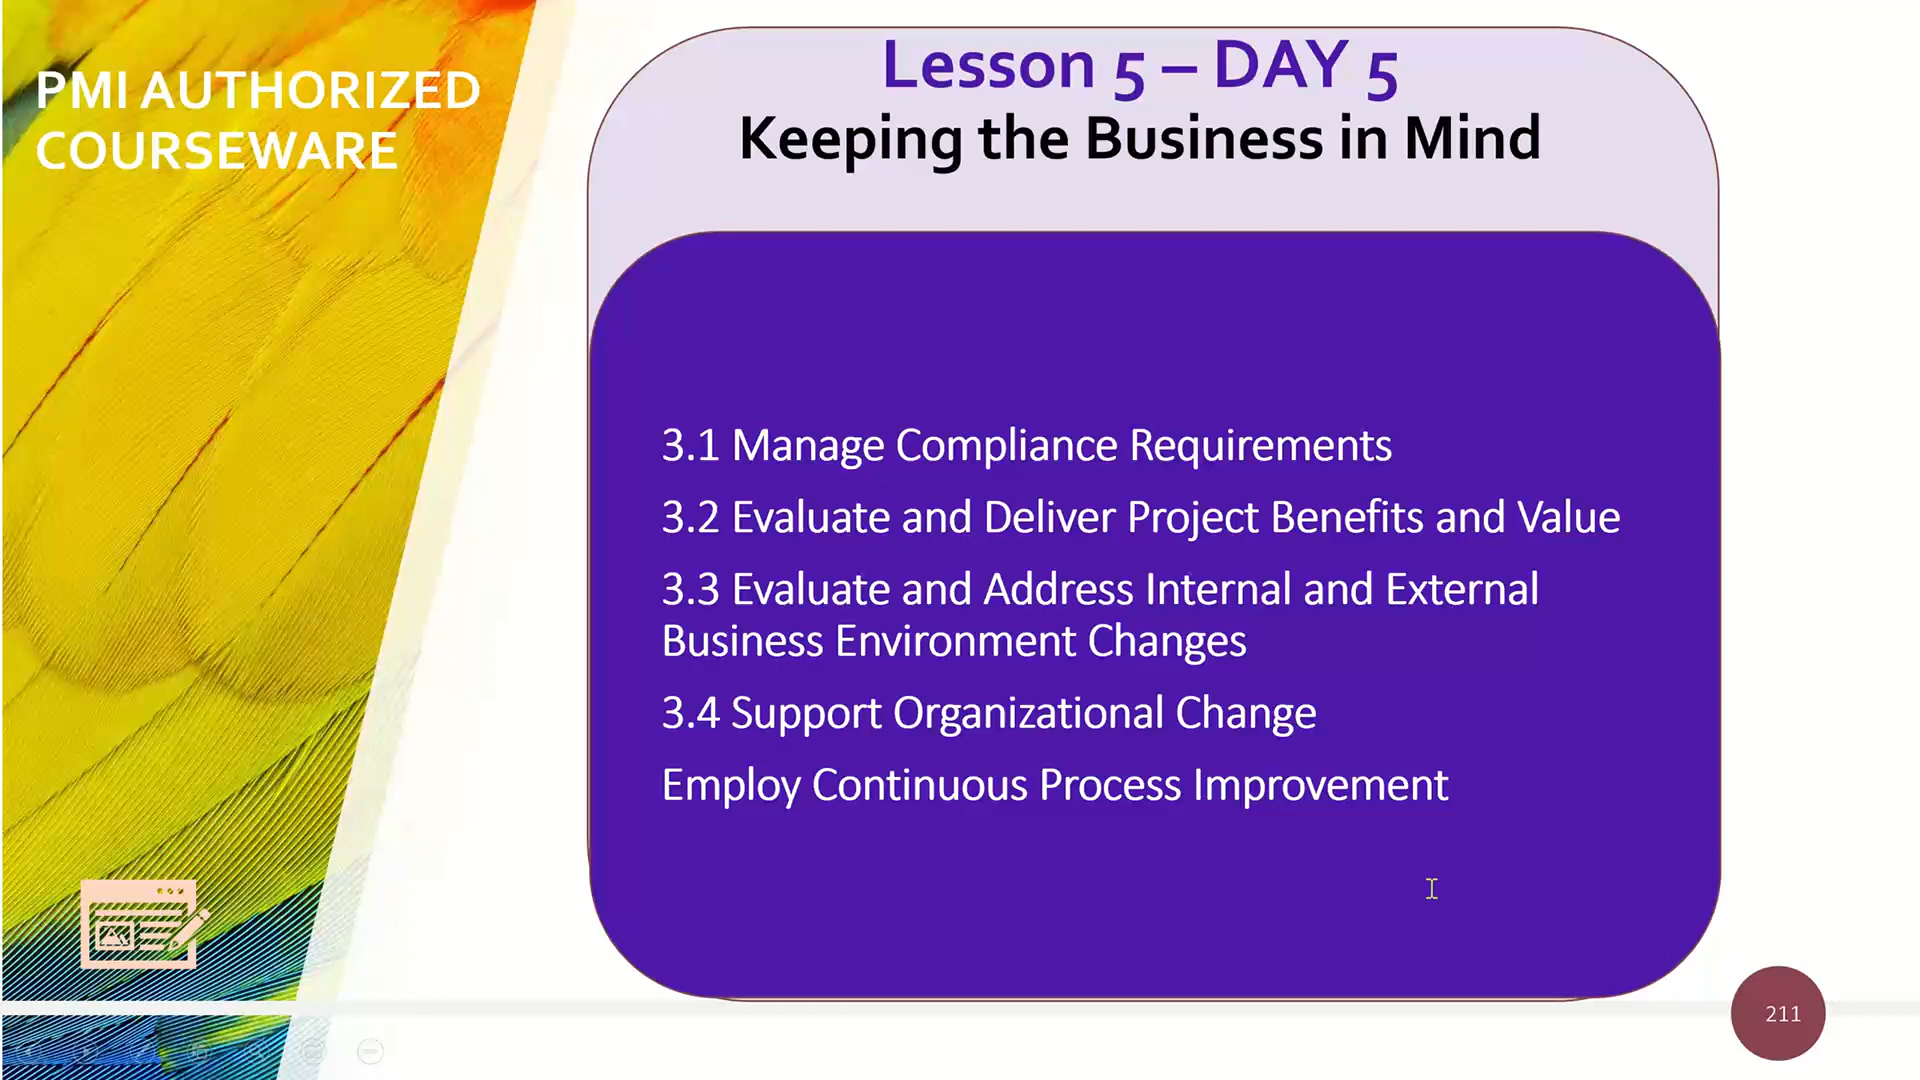 PMI AUTHORIZED
COURSEWARE
Lesson 5 – DAY 5
Keeping the Business in Mind
3.1 Manage Compliance Requirements
3.2 Evaluate and Deliver Project Benefits and Value
3.3 Evaluate and Address Internal and External
Business Environment Changes
3.4 Support Organizational Change
Employ Continuous Process Improvement
211